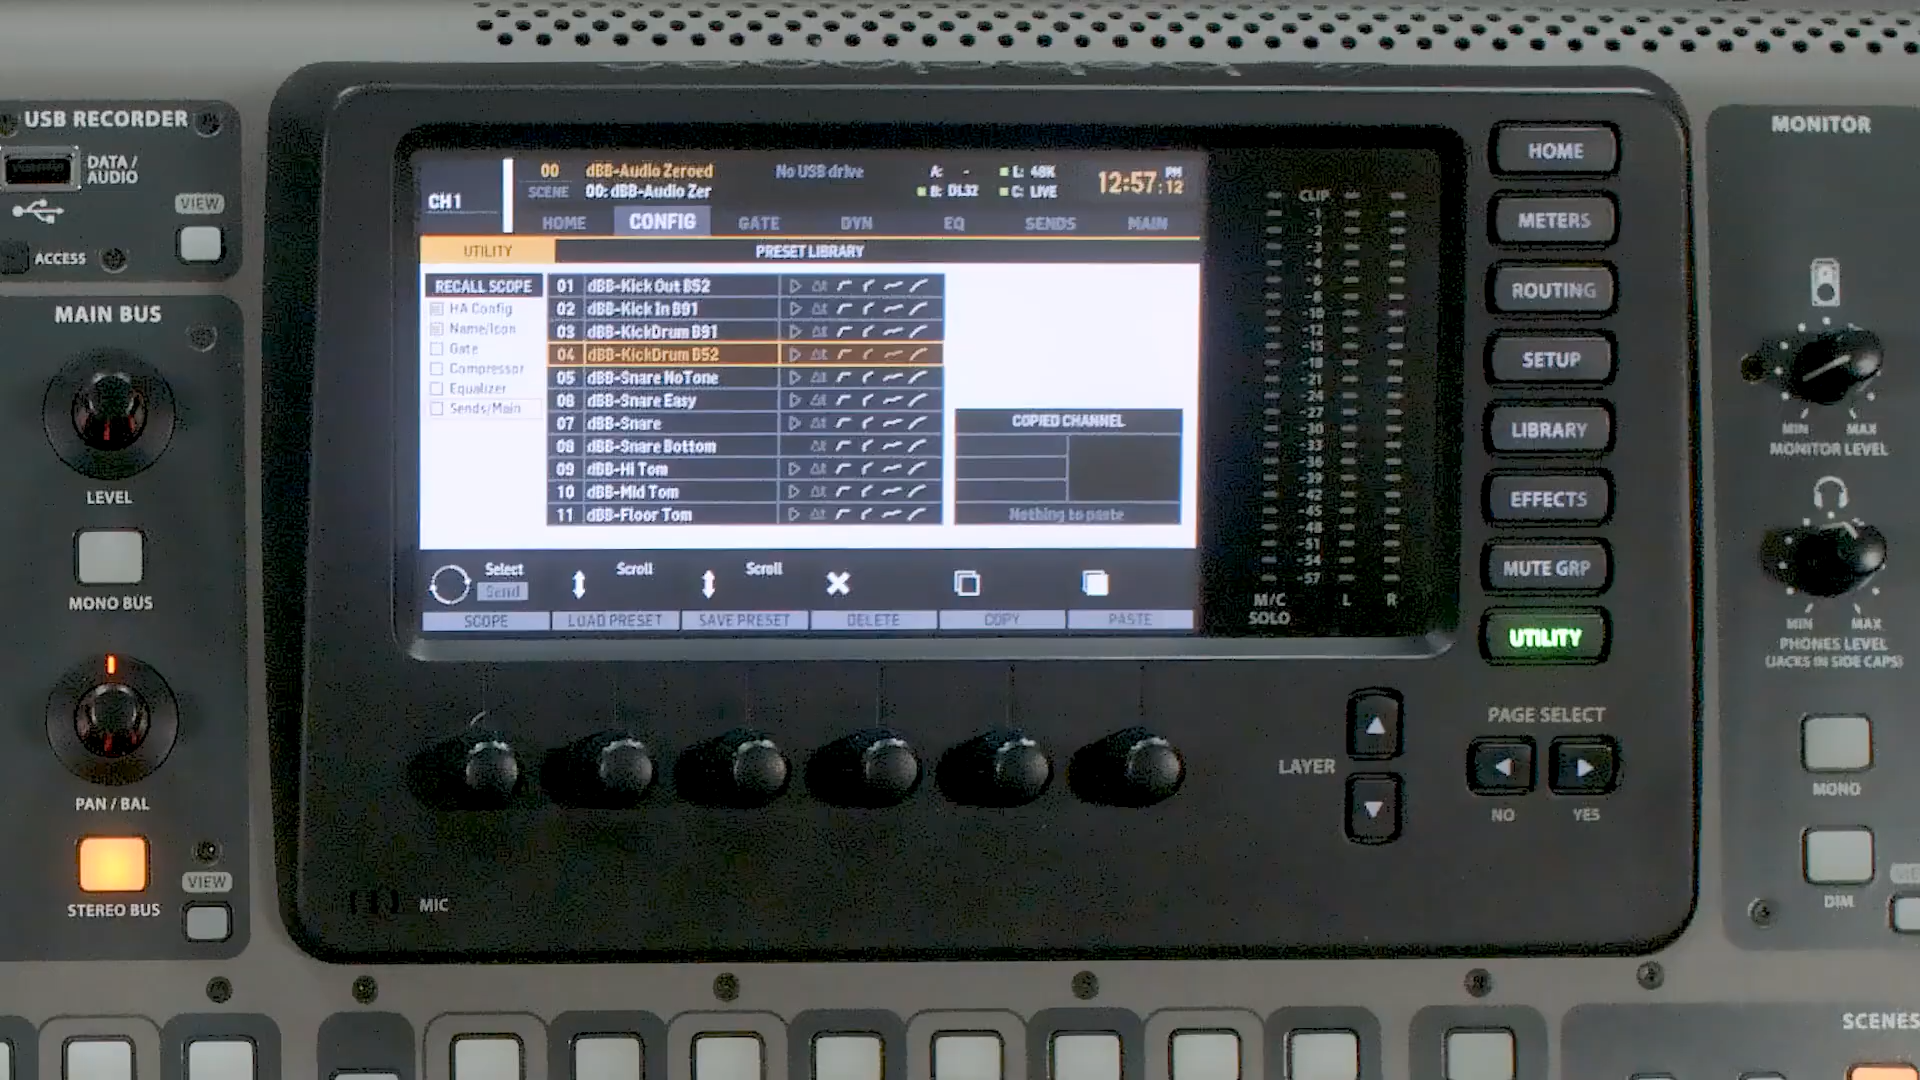 USB RECORDER
DATA / AUDIO
VIEW
ACCESS
MAIN BUS
LEVEL
MONO BUS
PAN / BAL
STEREO BUS
VIEW
CH1
00 dBB-Audio Zeroed
SCENE 00: dBB-Audio Zer
No USB drive
A: - L: 48K
B: DL32 C: LIVE
12:57:12 PM
HOME CONFIG GATE DYN EQ SENDS MAIN
UTILITY PRESET LIBRARY
RECALL SCOPE
HA Config
Name/Icon
Gate
Compressor
Equalizer
Sends/Main
01 dBB-Kick Out B52
02 dBB-Kick In B91
03 dBB-KickDrum B91
04 dBB-KickDrum B52
05 dBB-Snare NoTone
06 dBB-Snare Easy
07 dBB-Snare
08 dBB-Snare Bottom
09 dBB-Hi Tom
10 dBB-Mid Tom
11 dBB-Floor Tom
COPIED CHANNEL
Nothing to paste
Select
Send
Scroll
Scroll
SCOPE LOAD PRESET SAVE PRESET DELETE COPY PASTE
CLIP
M/C SOLO L R
HOME
METERS
ROUTING
SETUP
LIBRARY
EFFECTS
MUTE GRP
UTILITY
PAGE SELECT
LAYER
NO YES
MIC
MONITOR
MIN MAX
MONITOR LEVEL
MIN MAX
PHONES LEVEL
(JACKS IN SIDE CAPS)
MONO
DIM
SCENES